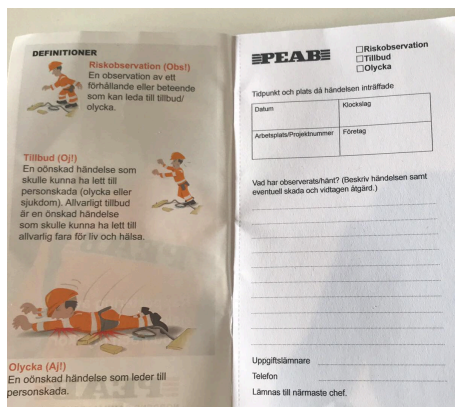 DEFINITIONER
Riskobservation (Obs!)
En observation av ett
förhållande eller beteende
som kan leda till tillbud/
olycka.
Tillbud (Oj!)
En oönskad händelse som
skulle kunna ha lett till
personskada (olycka eller
sjukdom). Allvarligt tillbud
är en önskad händelse
som skulle kunna ha lett till
allvarlig fara för liv och hälsa.
Olycka (Aj!)
En oönskad händelse som leder till
personskada.
PEAB
Riskobservation
Tillbud
Olycka
Tidpunkt och plats då händelsen inträffade
Datum
Klockslag
Arbetsplats/Projektnummer
Företag
Vad har observerats/hänt? (Beskriv händelsen samt
eventuell skada och vidtagen åtgärd.)
Uppgiftslämnare
Telefon
Lämnas till närmaste chef.